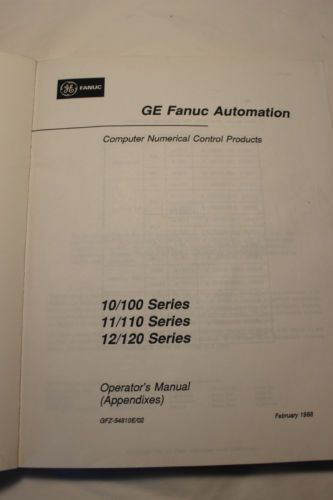 GE FANUC
GE Fanuc Automation
Computer Numerical Control Products
10/100 Series
11/110 Series
12/120 Series
Operator's Manual
(Appendixes)
GFZ-54810E/02
February 1988